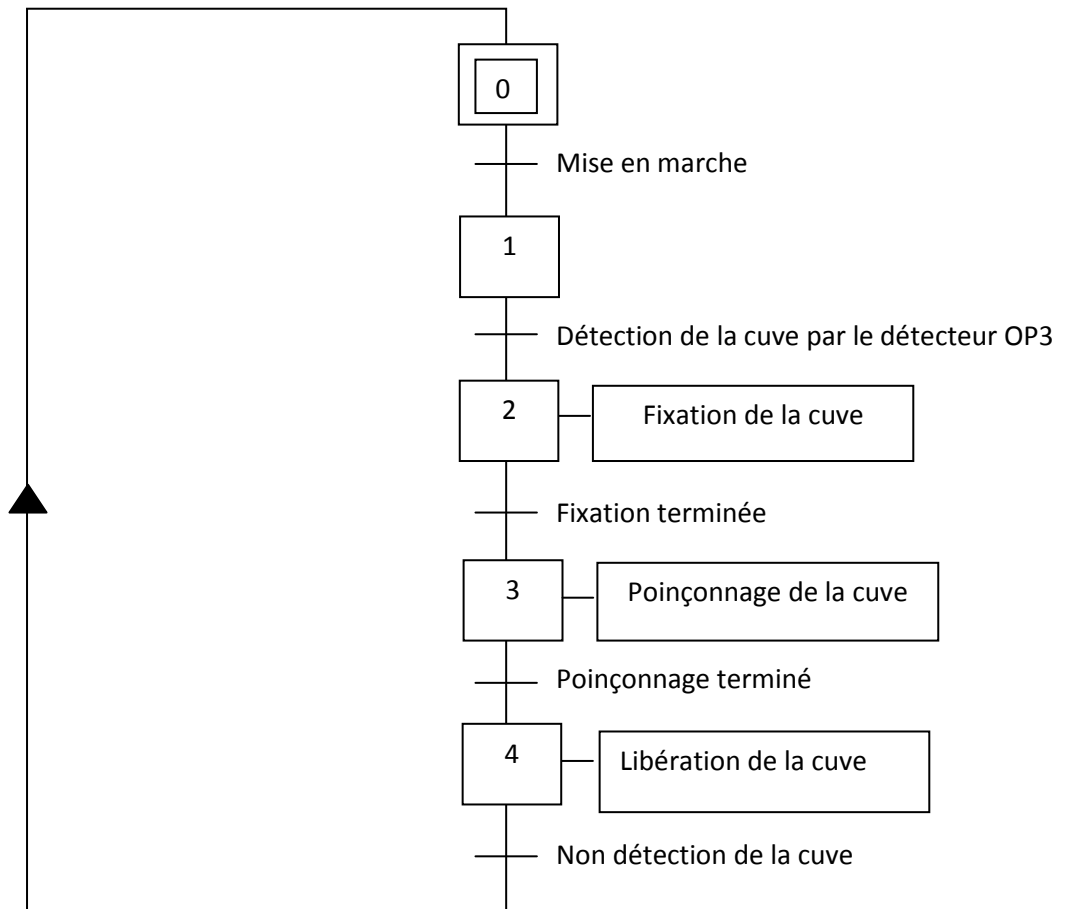 0
Mise en marche
1
Détection de la cuve par le détecteur OP3
2
Fixation de la cuve
Fixation terminée
3
Poinçonnage de la cuve
Poinçonnage terminé
4
Libération de la cuve
Non détection de la cuve